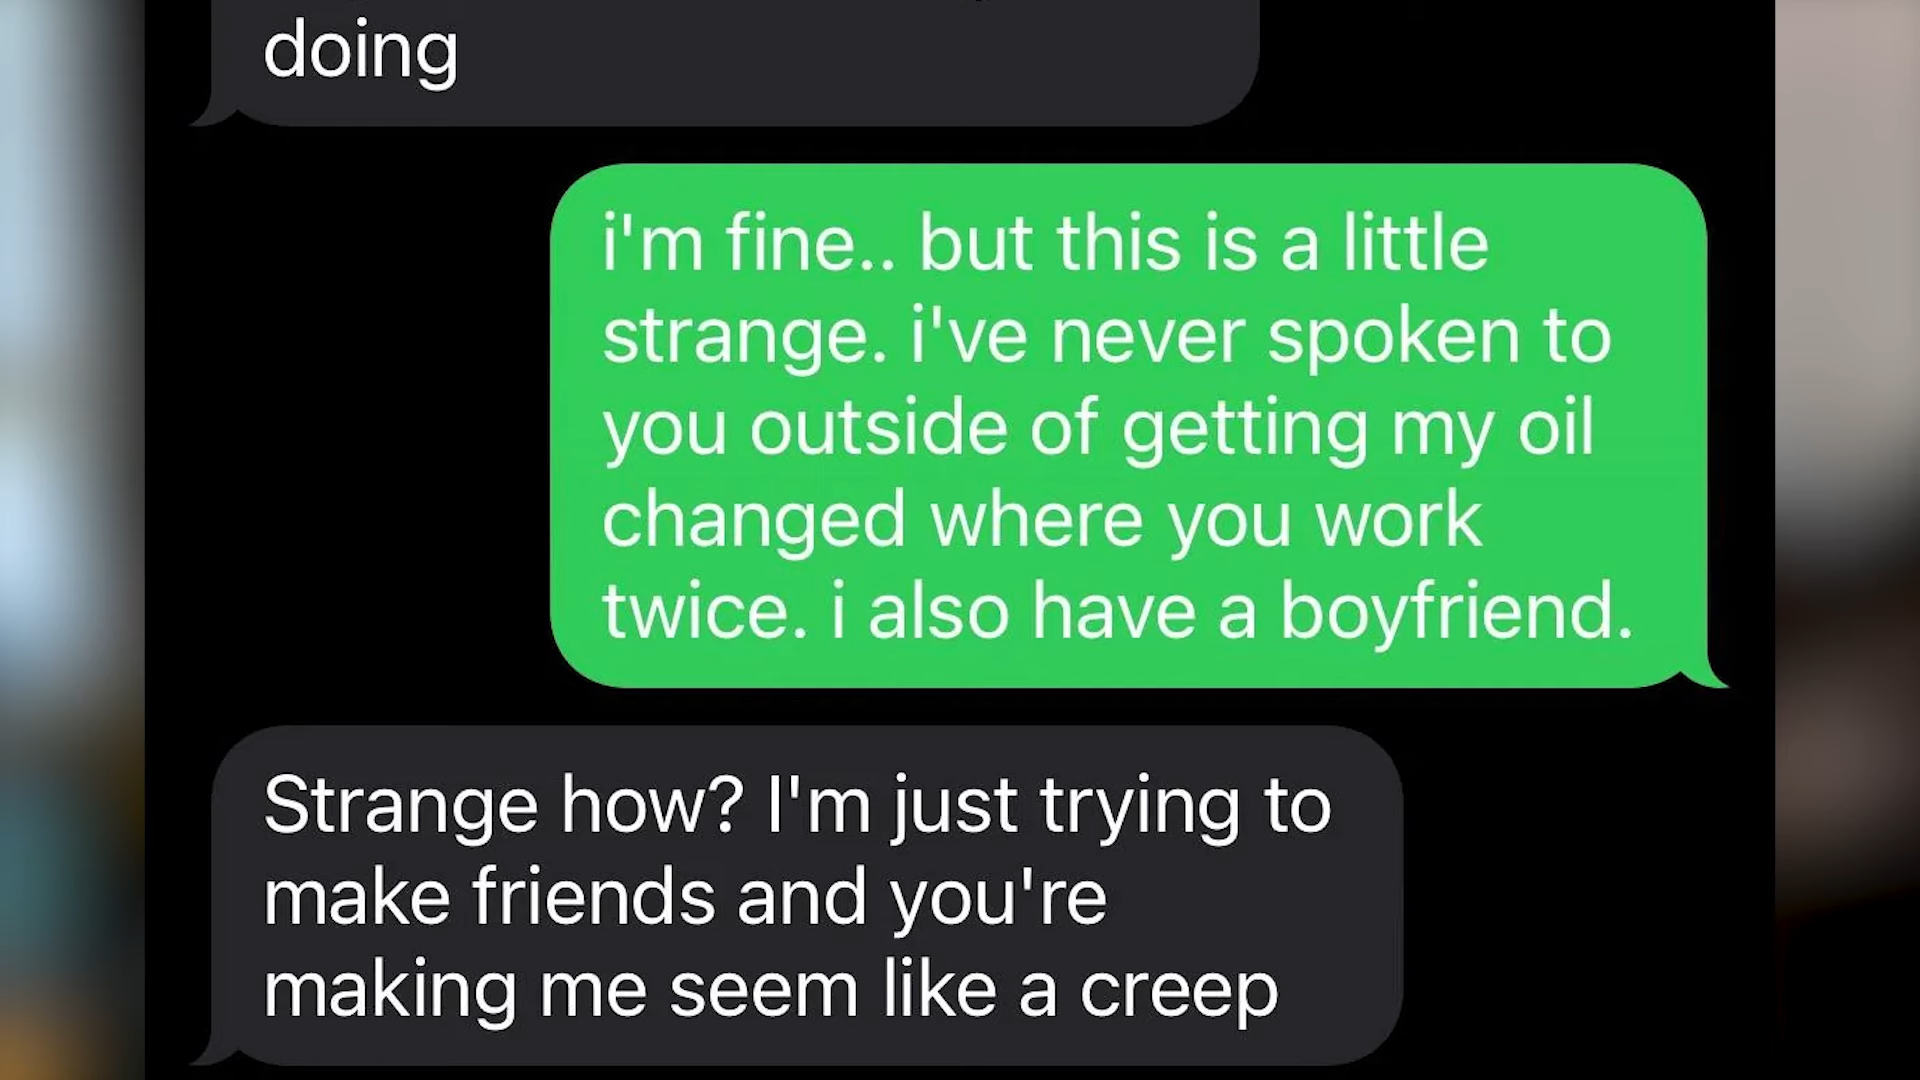 doing
i'm fine.. but this is a little
strange. i've never spoken to
you outside of getting my oil
changed where you work
twice. i also have a boyfriend.
Strange how? I'm just trying to
make friends and you're
making me seem like a creep